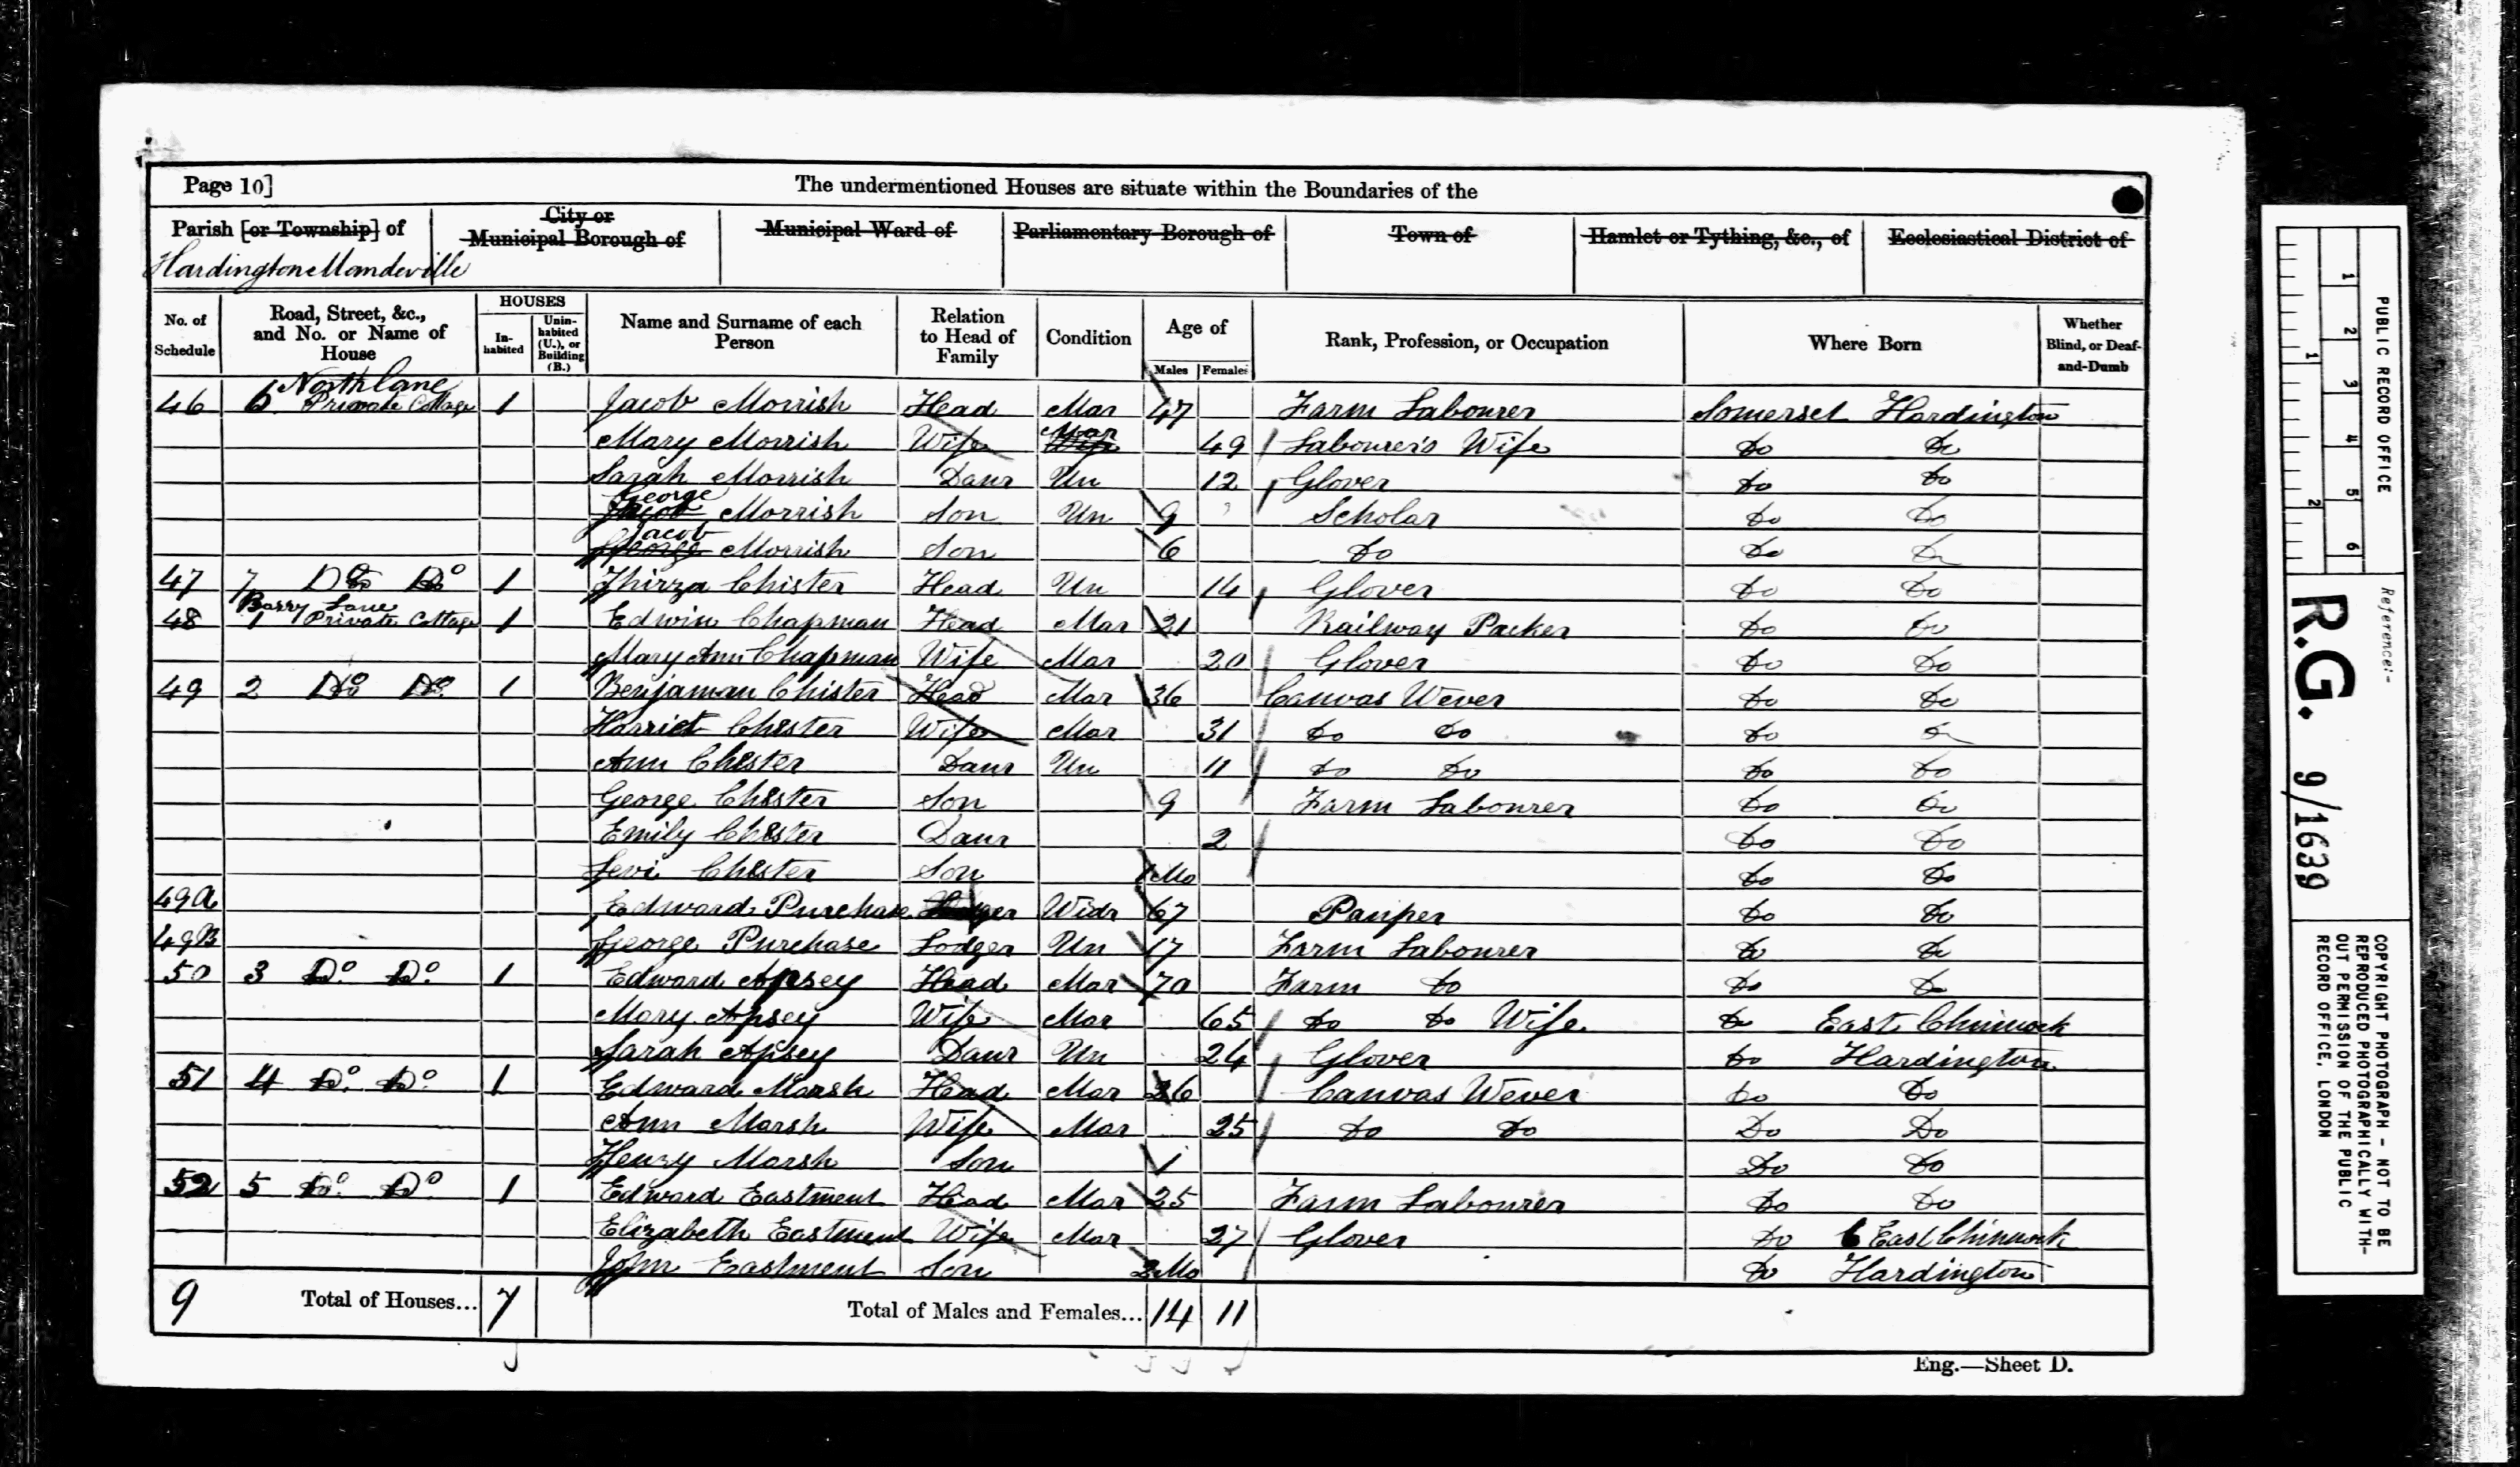 Page 10]
The undermentioned Houses are situate within the Boundaries of the
Parish [or Township] of
City or Municipal Borough of
Municipal Ward of
Parliamentary Borough of
Town of
Hamlet or Tything, &c., of
Ecclesiastical District of
Hardington Mandeville
No. of Schedule
Road, Street, &c., and No. or Name of House
HOUSES
In-habited
Unin-habited (U.), or Building (B.)
Name and Surname of each Person
Relation to Head of Family
Condition
Age of
Males
Females
Rank, Profession, or Occupation
Where Born
Whether Blind, or Deaf-and-Dumb
North Lane
46 6 Private Cottage 1 Jacob Morrish Head Mar 47 Farm Labourer Somerset Hardington
Mary Morrish Wife Mar 49 Labourer's Wife Do Do
Sarah Morrish Daur Un 12 Glover Do Do
George Morrish Son Un 9 Scholar Do Do
Jacob Morrish Son 6 Do Do Do
47 7 Do Do 1 Thirza Chister Head Un 14 Glover Do Do
Barry Lane
48 1 Private Cottage 1 Edwin Chapman Head Mar 21 Railway Packer Do Do
Mary Ann Chapman Wife Mar 20 Glover Do Do
49 2 Do Do 1 Benjaman Chister Head Mar 36 Canvas Wever Do Do
Harriet Chister Wife Mar 31 Do Do Do Do
Ann Chister Daur Un 11 Do Do Do Do
George Chister Son 9 Farm Labourer Do Do
Emily Chister Daur 2 Do Do
Levi Chister Son 1 Mo Do Do
49A Edward Purchase Lodger Widr 67 Pauper Do Do
49B George Purchase Lodger Un 17 Farm Labourer Do Do
50 3 Do Do 1 Edward Apsey Head Mar 70 Farm Do Do Do
Mary Apsey Wife Mar 65 Do Do Wife Do East Chinnock
Sarah Apsey Daur Un 24 Glover Do Hardington
51 4 Do Do 1 Edward Marsh Head Mar 26 Canvas Wever Do Do
Ann Marsh Wife Mar 25 Do Do Do Do
Henry Marsh Son 1 Do Do
52 5 Do Do 1 Edward Eastment Head Mar 25 Farm Labourer Do Do
Elizabeth Eastment Wife Mar 27 Glover Do East Chinnock
John Eastment Son 2 Mo Do Hardington
9 Total of Houses... 7 Total of Males and Females... 14 11
Eng.—Sheet D.
PUBLIC RECORD OFFICE
1 2 3 4 5 6
1 2
Reference:-
R.G. 9/1639
COPYRIGHT PHOTOGRAPH - NOT TO BE
REPRODUCED PHOTOGRAPHICALLY WITH-
OUT PERMISSION OF THE PUBLIC
RECORD OFFICE, LONDON